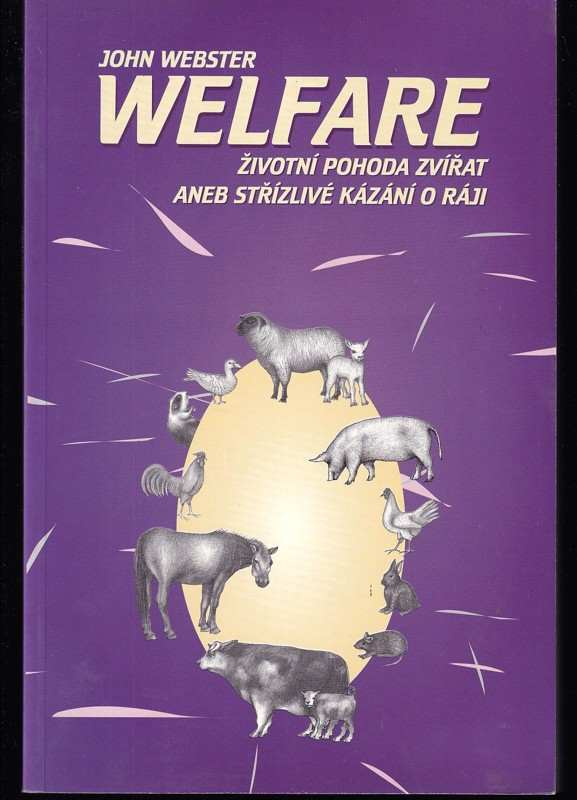 JOHN WEBSTER
WELFARE
ŽIVOTNÍ POHODA ZVÍŘAT
ANEB STŘÍZLIVÉ KÁZÁNÍ O RÁJI